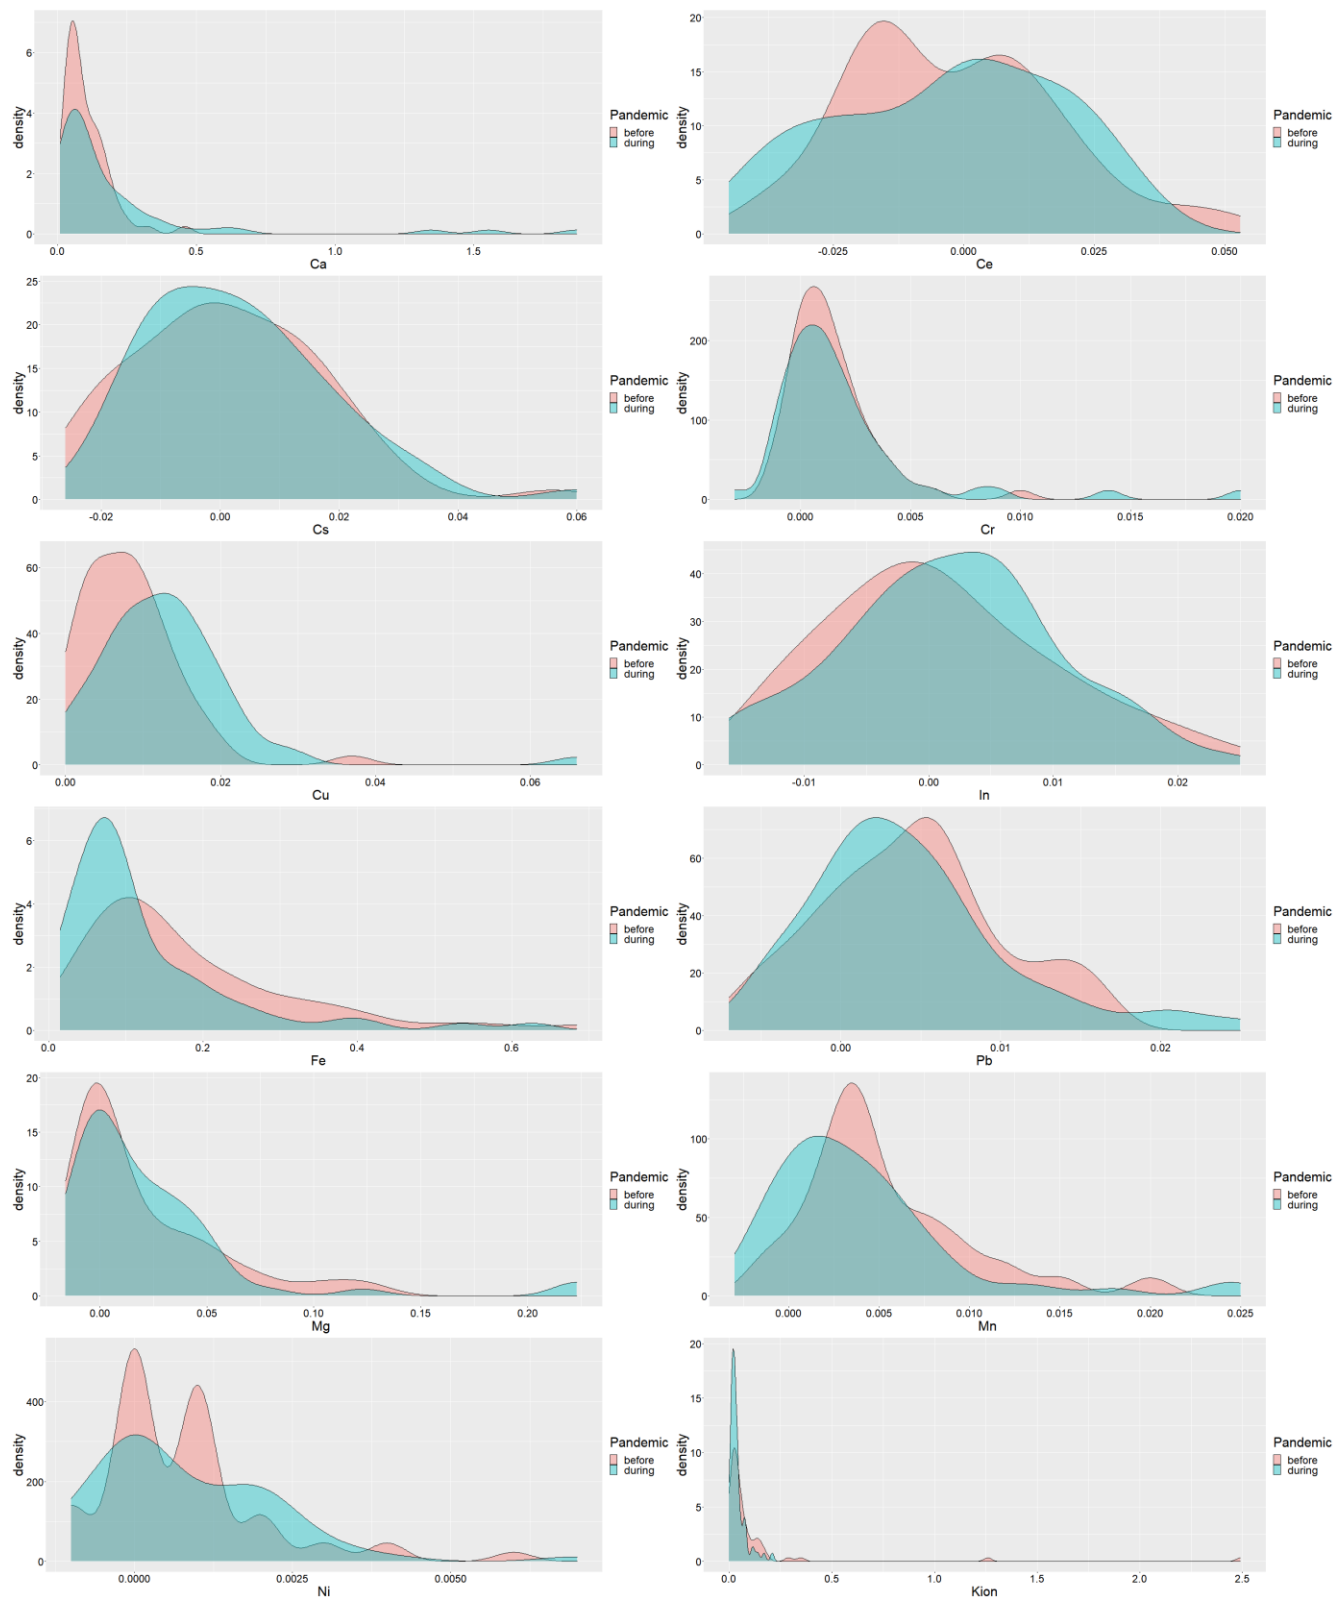 density
6
4
2
0
0.0 0.5 1.0 1.5
Ca
Pandemic
before
during
density
20
15
10
5
0
-0.025 0.000 0.025 0.050
Ce
Pandemic
before
during
density
25
20
15
10
5
0
-0.02 0.00 0.02 0.04 0.06
Cs
Pandemic
before
during
density
200
100
0
0.000 0.005 0.010 0.015 0.020
Cr
Pandemic
before
during
density
60
40
20
0
0.00 0.02 0.04 0.06
Cu
Pandemic
before
during
density
40
30
20
10
0
-0.01 0.00 0.01 0.02
In
Pandemic
before
during
density
6
4
2
0
0.0 0.2 0.4 0.6
Fe
Pandemic
before
during
density
60
40
20
0
0.00 0.01 0.02
Pb
Pandemic
before
during
density
20
15
10
5
0
0.00 0.05 0.10 0.15 0.20
Mg
Pandemic
before
during
density
100
50
0
0.000 0.005 0.010 0.015 0.020 0.025
Mn
Pandemic
before
during
density
400
200
0
0.0000 0.0025 0.0050
Ni
Pandemic
before
during
density
20
15
10
5
0
0.0 0.5 1.0 1.5 2.0 2.5
Kion
Pandemic
before
during